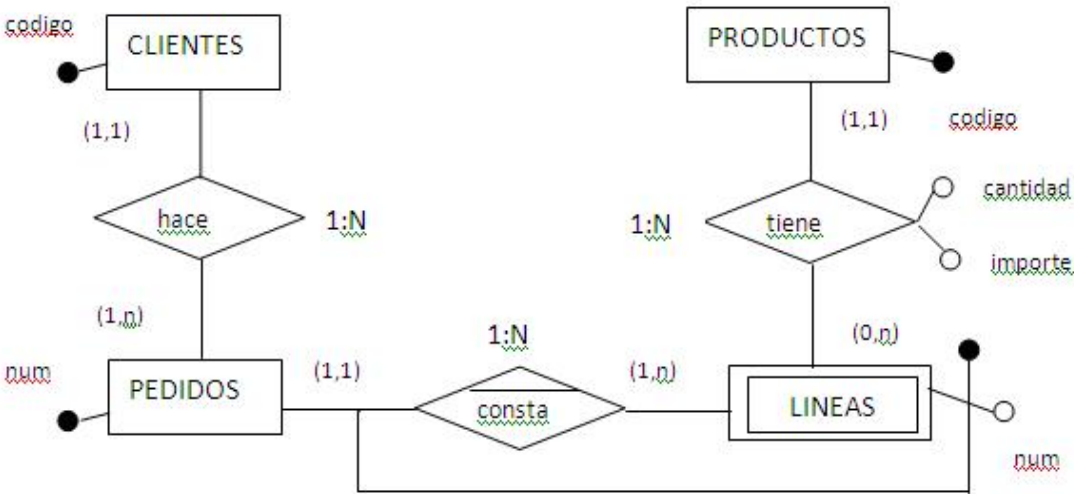 codigo
CLIENTES
PRODUCTOS
(1,1)
(1,1)
codigo
hace
1:N
1:N
tiene
cantidad
importe
(1,n)
1:N
(0,n)
num
PEDIDOS
(1,1)
consta
(1,n)
LINEAS
num